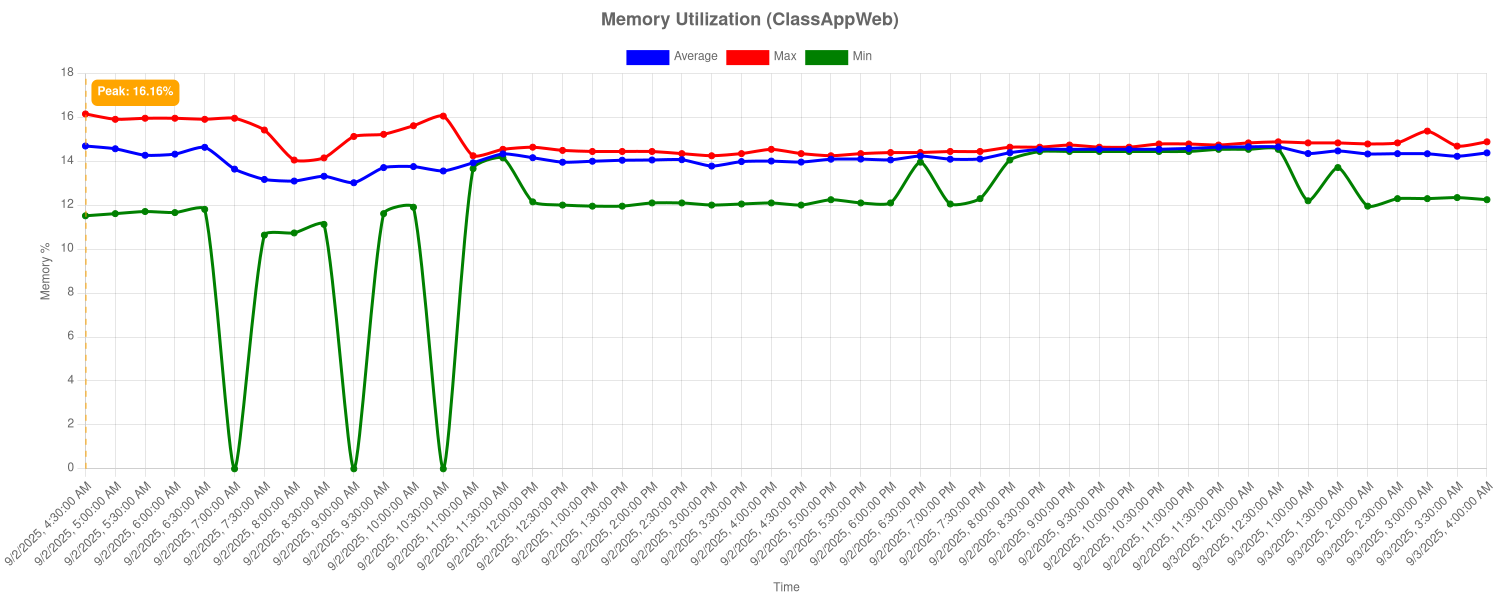 Memory Utilization (ClassAppWeb)
Average Max Min
18
Peak: 16.16%
16
14
12
10
8
6
4
2
0
Memory %
9/2/2025, 4:30:00 AM
9/2/2025, 5:00:00 AM
9/2/2025, 5:30:00 AM
9/2/2025, 6:00:00 AM
9/2/2025, 6:30:00 AM
9/2/2025, 7:00:00 AM
9/2/2025, 7:30:00 AM
9/2/2025, 8:00:00 AM
9/2/2025, 8:30:00 AM
9/2/2025, 9:00:00 AM
9/2/2025, 9:30:00 AM
9/2/2025, 10:00:00 AM
9/2/2025, 10:30:00 AM
9/2/2025, 11:00:00 AM
9/2/2025, 11:30:00 AM
9/2/2025, 12:00:00 PM
9/2/2025, 12:30:00 PM
9/2/2025, 1:00:00 PM
9/2/2025, 1:30:00 PM
9/2/2025, 2:00:00 PM
9/2/2025, 2:30:00 PM
9/2/2025, 3:00:00 PM
9/2/2025, 3:30:00 PM
9/2/2025, 4:00:00 PM
9/2/2025, 4:30:00 PM
9/2/2025, 5:00:00 PM
9/2/2025, 5:30:00 PM
9/2/2025, 6:00:00 PM
9/2/2025, 6:30:00 PM
9/2/2025, 7:00:00 PM
9/2/2025, 7:30:00 PM
9/2/2025, 8:00:00 PM
9/2/2025, 8:30:00 PM
9/2/2025, 9:00:00 PM
9/2/2025, 9:30:00 PM
9/2/2025, 10:00:00 PM
9/2/2025, 10:30:00 PM
9/2/2025, 11:00:00 PM
9/2/2025, 11:30:00 PM
9/3/2025, 12:00:00 AM
9/3/2025, 12:30:00 AM
9/3/2025, 1:00:00 AM
9/3/2025, 1:30:00 AM
9/3/2025, 2:00:00 AM
9/3/2025, 2:30:00 AM
9/3/2025, 3:00:00 AM
9/3/2025, 3:30:00 AM
9/3/2025, 4:00:00 AM
Time